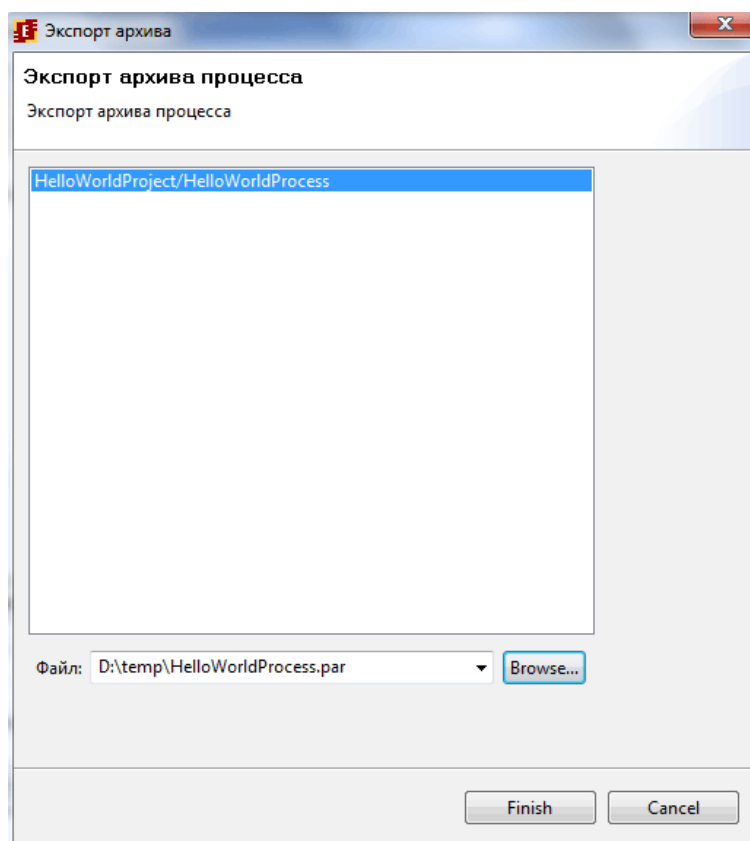 Экспорт архива
Экспорт архива процесса
Экспорт архива процесса
HelloWorldProject/HelloWorldProcess
Файл: D:\temp\HelloWorldProcess.par Browse...
Finish Cancel